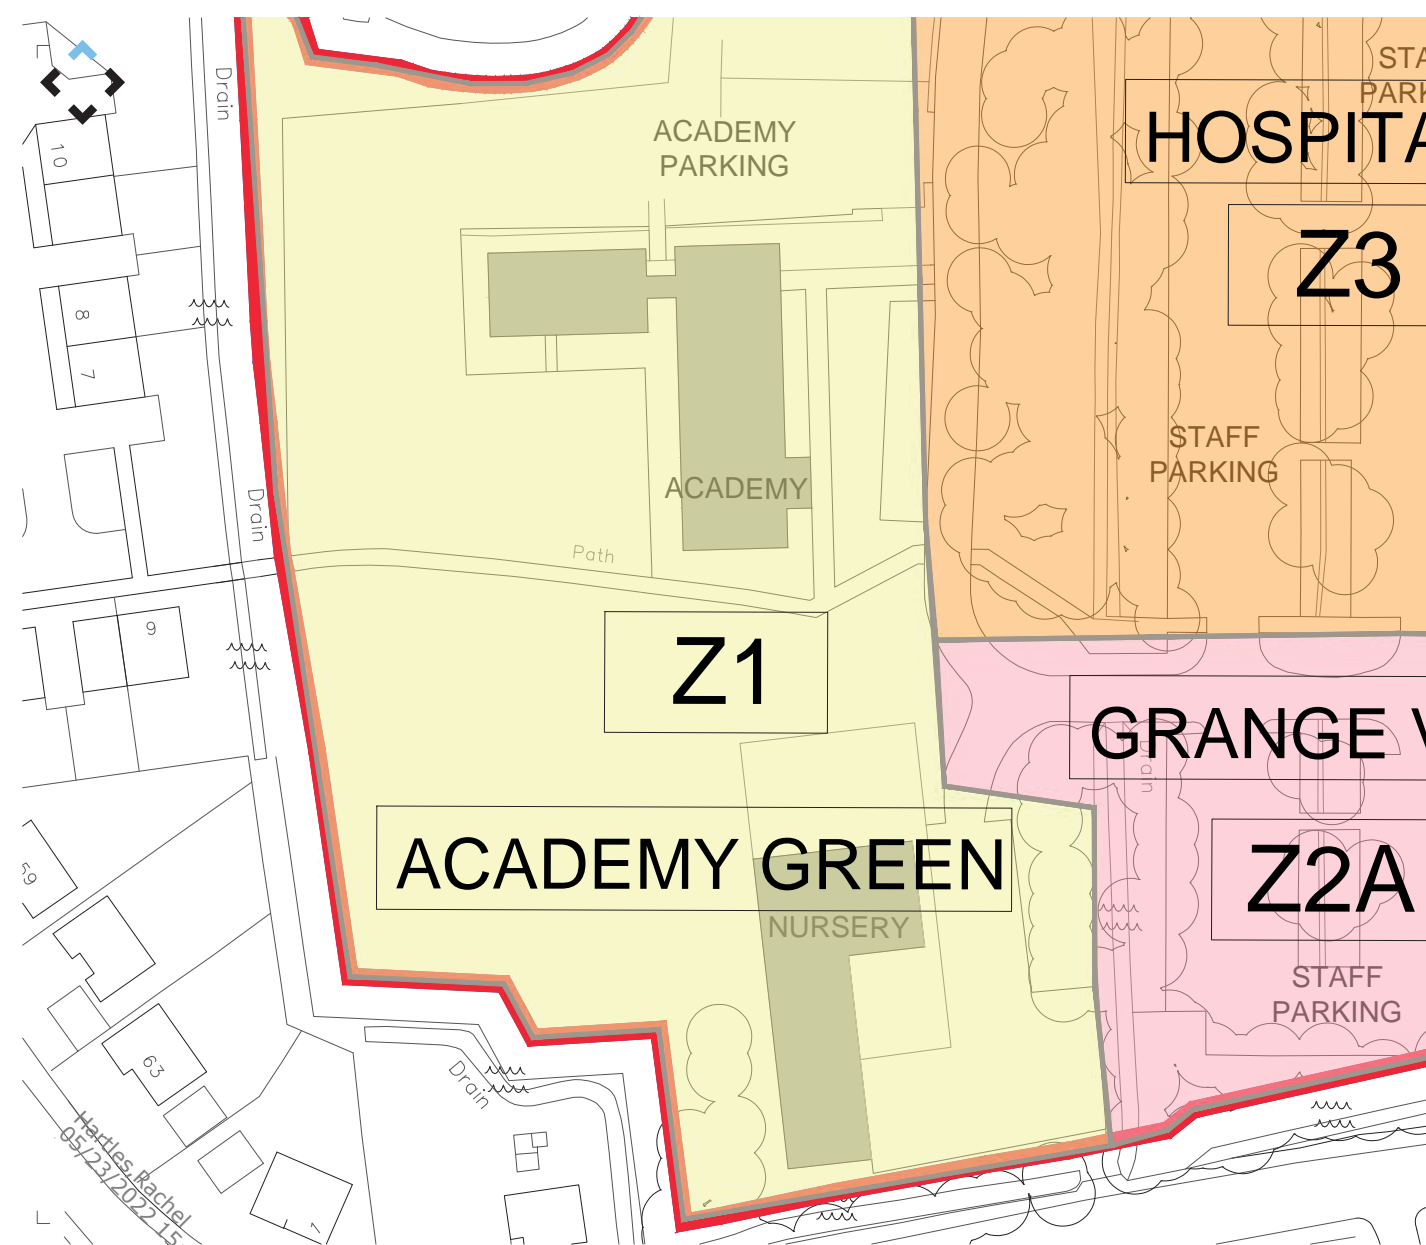 STA
PARK
HOSPITA
Z3
ACADEMY
PARKING
Drain
10
8
7
ACADEMY
STAFF
PARKING
Drain
Path
9
Z1
GRANGE V
Drain
ACADEMY GREEN
Z2A
59
NURSERY
STAFF
PARKING
63
Drain
Hartles, Rachel
05/23/2022 15
1